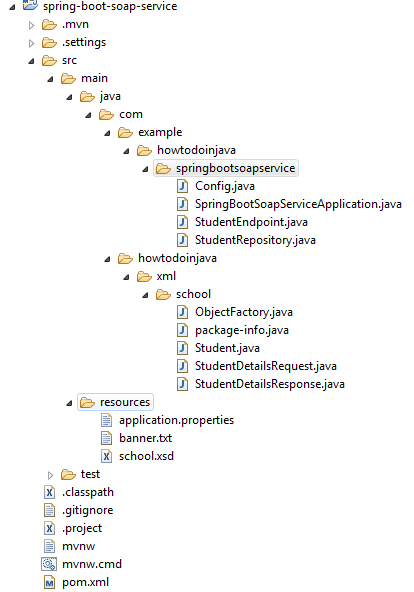 spring-boot-soap-service
.mvn
.settings
src
main
java
com
example
howtodoinjava
springbootsoapservice
Config.java
SpringBootSoapServiceApplication.java
StudentEndpoint.java
StudentRepository.java
howtodoinjava
xml
school
ObjectFactory.java
package-info.java
Student.java
StudentDetailsRequest.java
StudentDetailsResponse.java
resources
application.properties
banner.txt
school.xsd
test
.classpath
.gitignore
.project
mvnw
mvnw.cmd
pom.xml